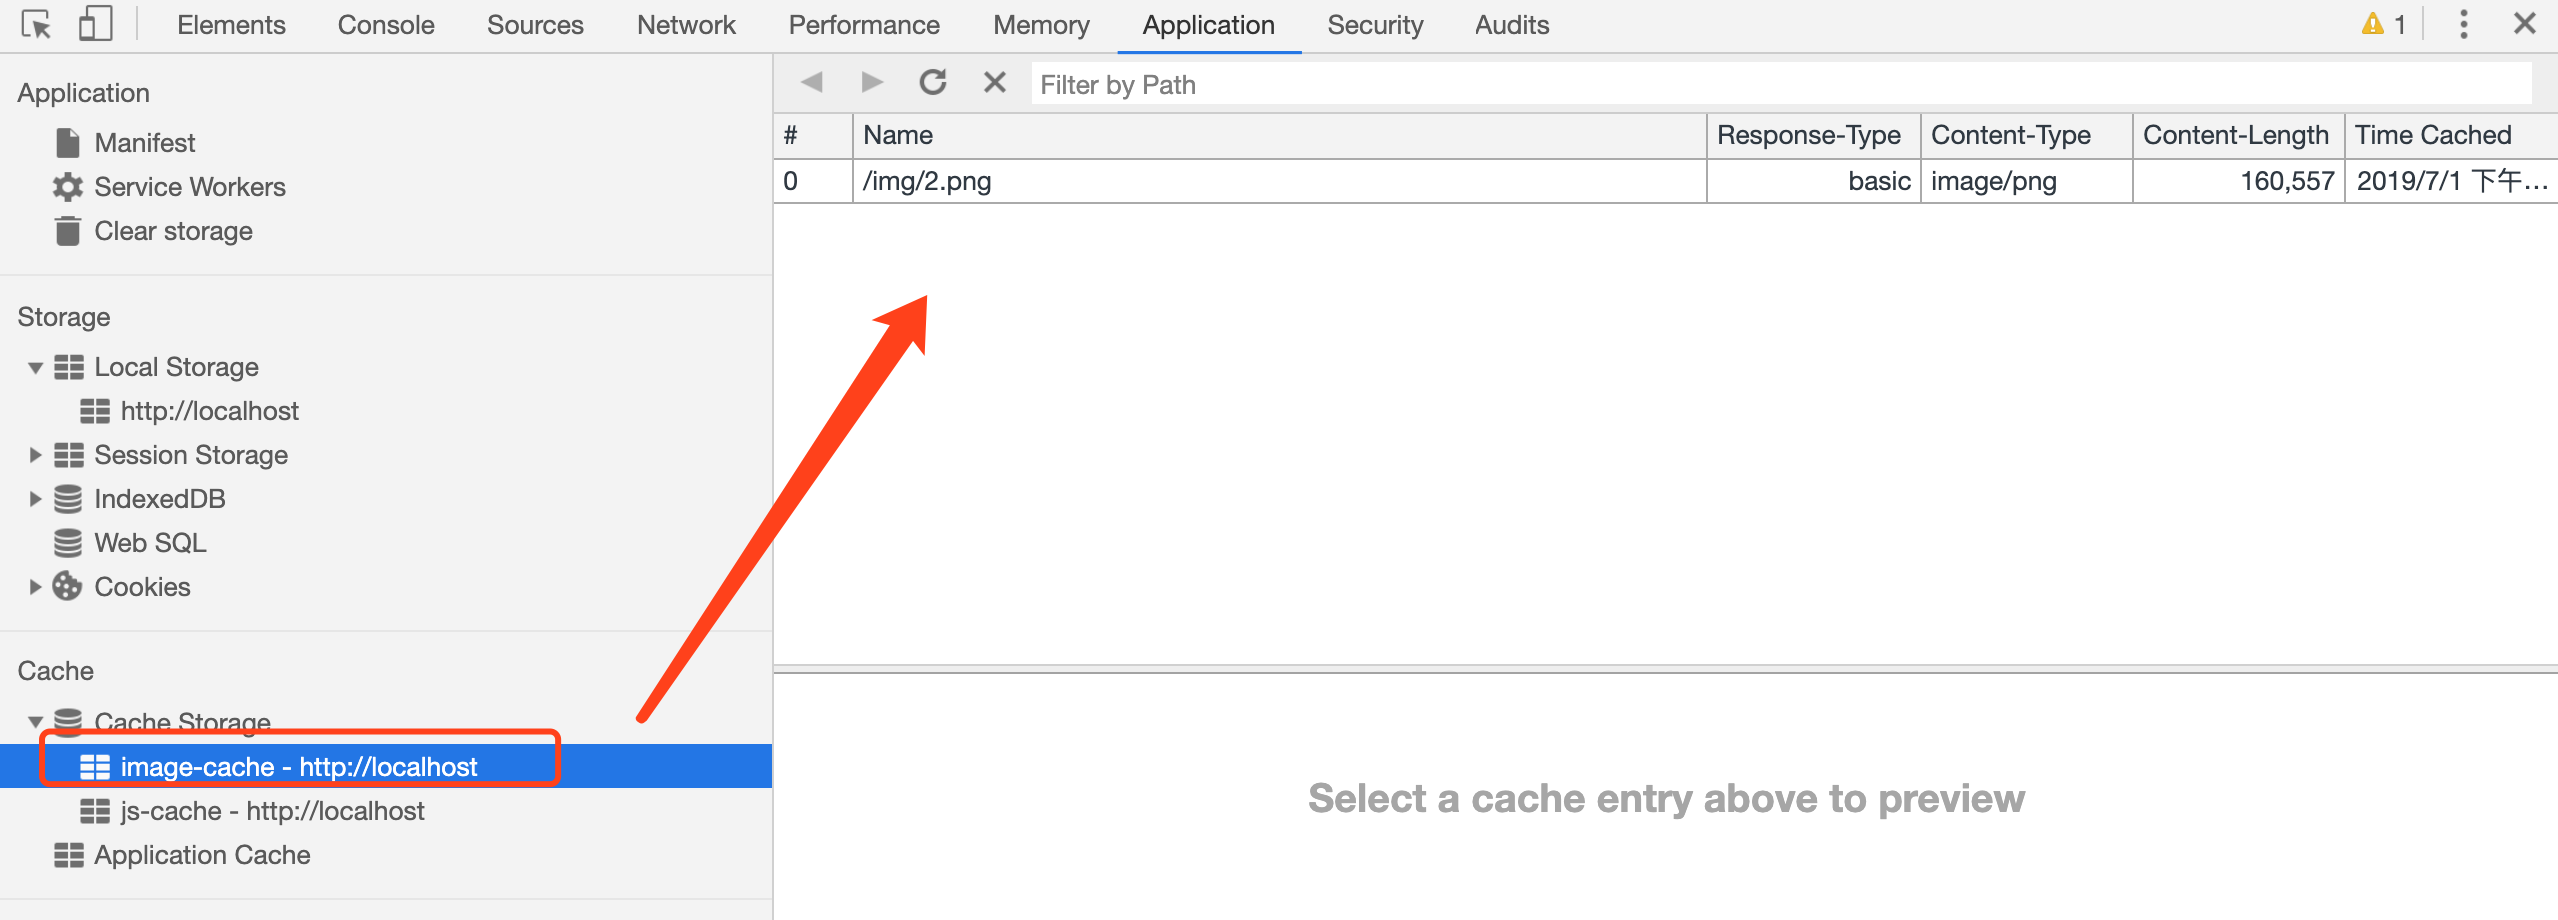 Elements Console Sources Network Performance Memory Application Security Audits 1
Application
Manifest
Service Workers
Clear storage
Storage
Local Storage
http://localhost
Session Storage
IndexedDB
Web SQL
Cookies
Cache
Cache Storage
image-cache - http://localhost
js-cache - http://localhost
Application Cache
Filter by Path
# Name Response-Type Content-Type Content-Length Time Cached
0 /img/2.png basic image/png 160,557 2019/7/1 下午…
Select a cache entry above to preview